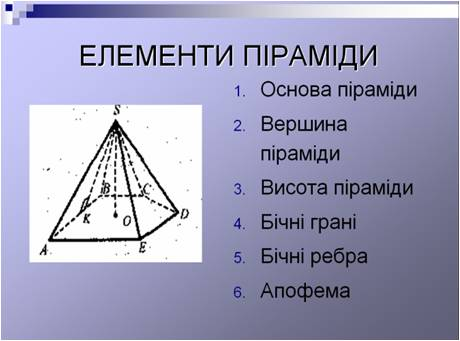 ЕЛЕМЕНТИ ПІРАМІДИ
S
B
C
K
O
D
A
E
1. Основа піраміди
2. Вершина
піраміди
3. Висота піраміди
4. Бічні грані
5. Бічні ребра
6. Апофема